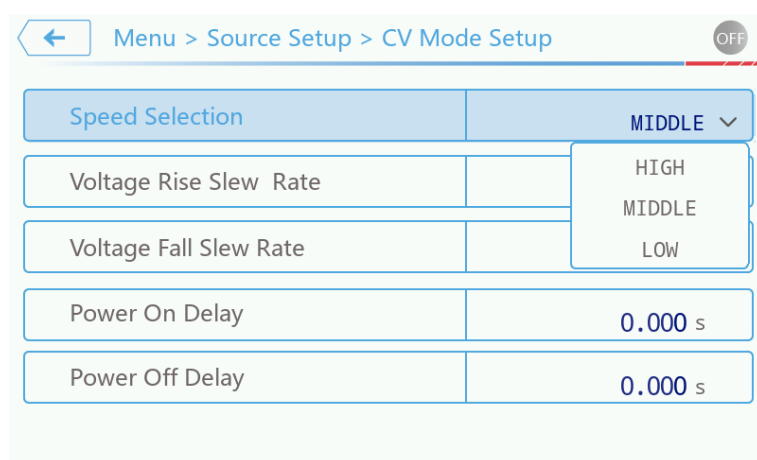 Menu > Source Setup > CV Mode Setup OFF
Speed Selection MIDDLE
HIGH
Voltage Rise Slew Rate
MIDDLE
Voltage Fall Slew Rate
LOW
Power On Delay 0.000 s
Power Off Delay 0.000 s